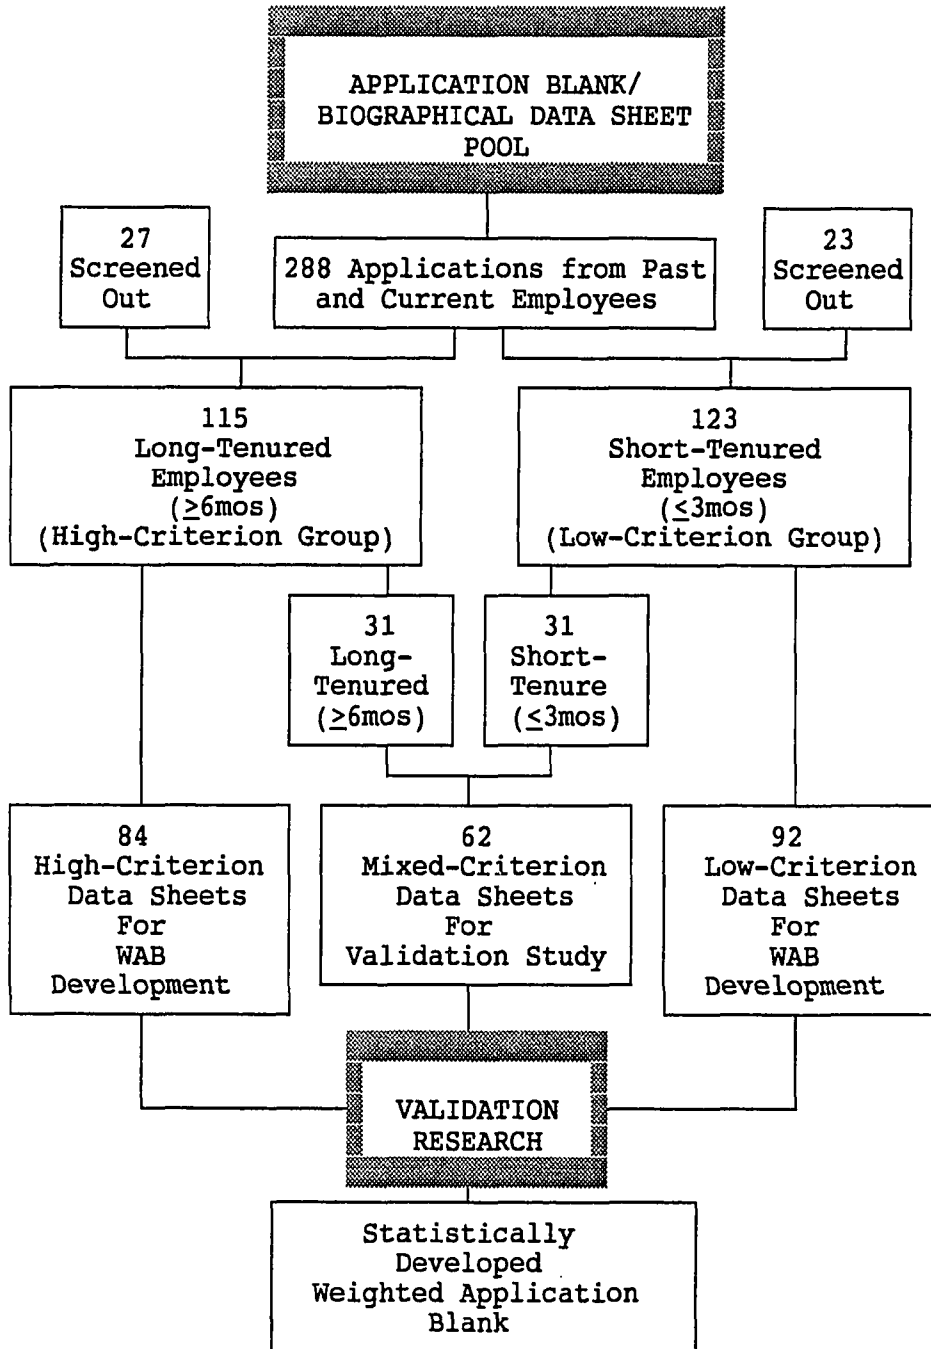 APPLICATION BLANK/
BIOGRAPHICAL DATA SHEET
POOL
27
Screened
Out
288 Applications from Past
and Current Employees
23
Screened
Out
115
Long-Tenured
Employees
(≥6mos)
(High-Criterion Group)
123
Short-Tenured
Employees
(≤3mos)
(Low-Criterion Group)
31
Long-
Tenured
(≥6mos)
31
Short-
Tenure
(≤3mos)
84
High-Criterion
Data Sheets
For
WAB
Development
62
Mixed-Criterion
Data Sheets
For
Validation Study
92
Low-Criterion
Data Sheets
For
WAB
Development
VALIDATION
RESEARCH
Statistically
Developed
Weighted Application
Blank